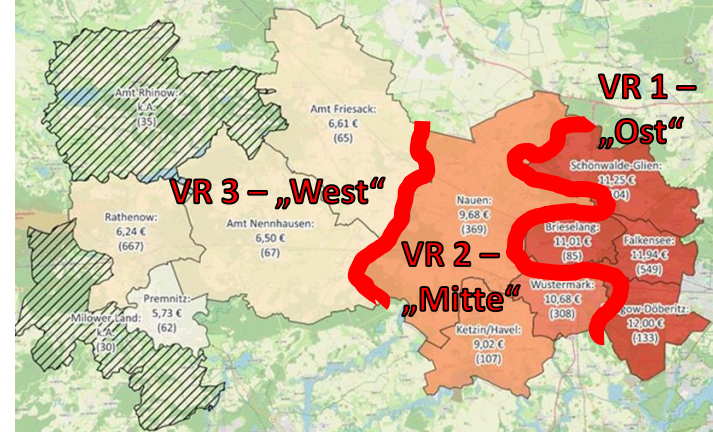 VR 1 –
„Ost“
VR 3 – „West“
VR 2 –
„Mitte“
Amt Rhinow:
k.A.
(35)
Amt Friesack:
6,61 €
(65)
Schönwalde-Glien:
11,25 €
04)
Rathenow:
6,24 €
(667)
Amt Nennhausen:
6,50 €
(67)
Nauen:
9,68 €
(369)
Brieselang:
11,01 €
(85)
Falkensee:
11,94 €
(549)
Premnitz:
5,73 €
(62)
Milower Land:
k.A.
(30)
Wustermark:
10,68 €
(308)
gow-Döberitz:
12,00 €
(133)
Ketzin/Havel:
9,02 €
(107)